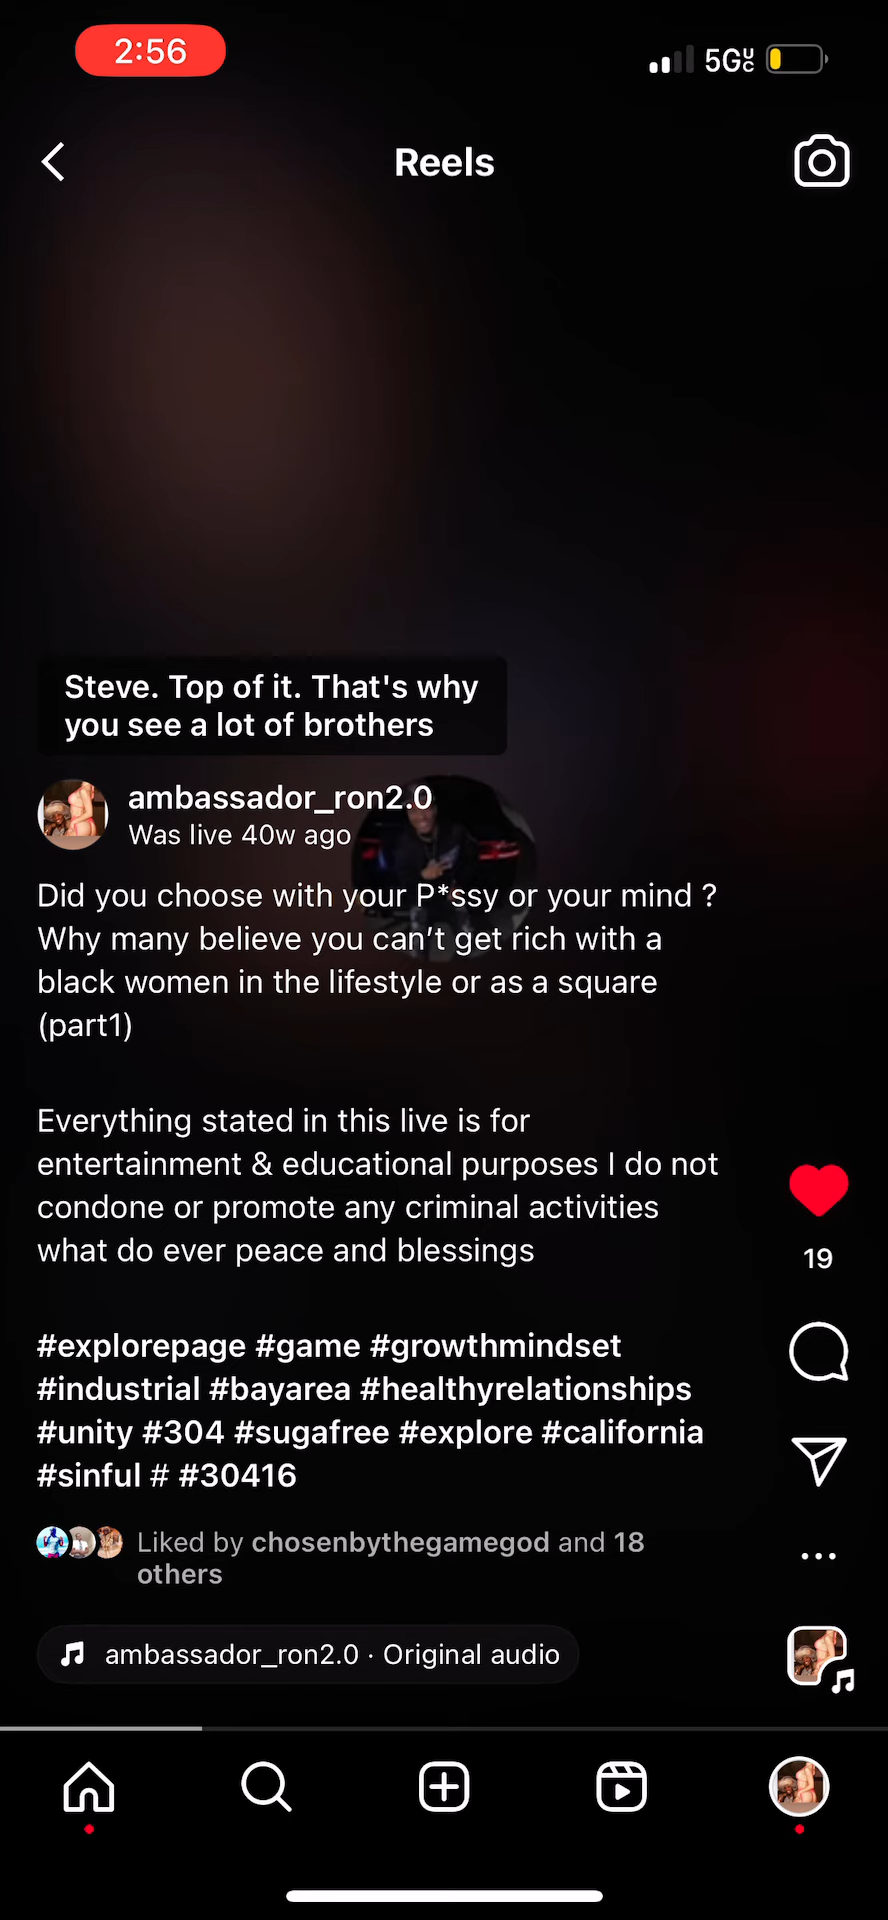 2:56
5GUC
Reels
Steve. Top of it. That's why
you see a lot of brothers
ambassador_ron2.0
Was live 40w ago
Did you choose with your P*ssy or your mind ?
Why many believe you can’t get rich with a
black women in the lifestyle or as a square
(part1)
Everything stated in this live is for
entertainment & educational purposes I do not
condone or promote any criminal activities
what do ever peace and blessings
#explorepage #game #growthmindset
#industrial #bayarea #healthyrelationships
#unity #304 #sugafree #explore #california
#sinful # #30416
19
Liked by chosenbythegamegod and 18
others
ambassador_ron2.0 · Original audio